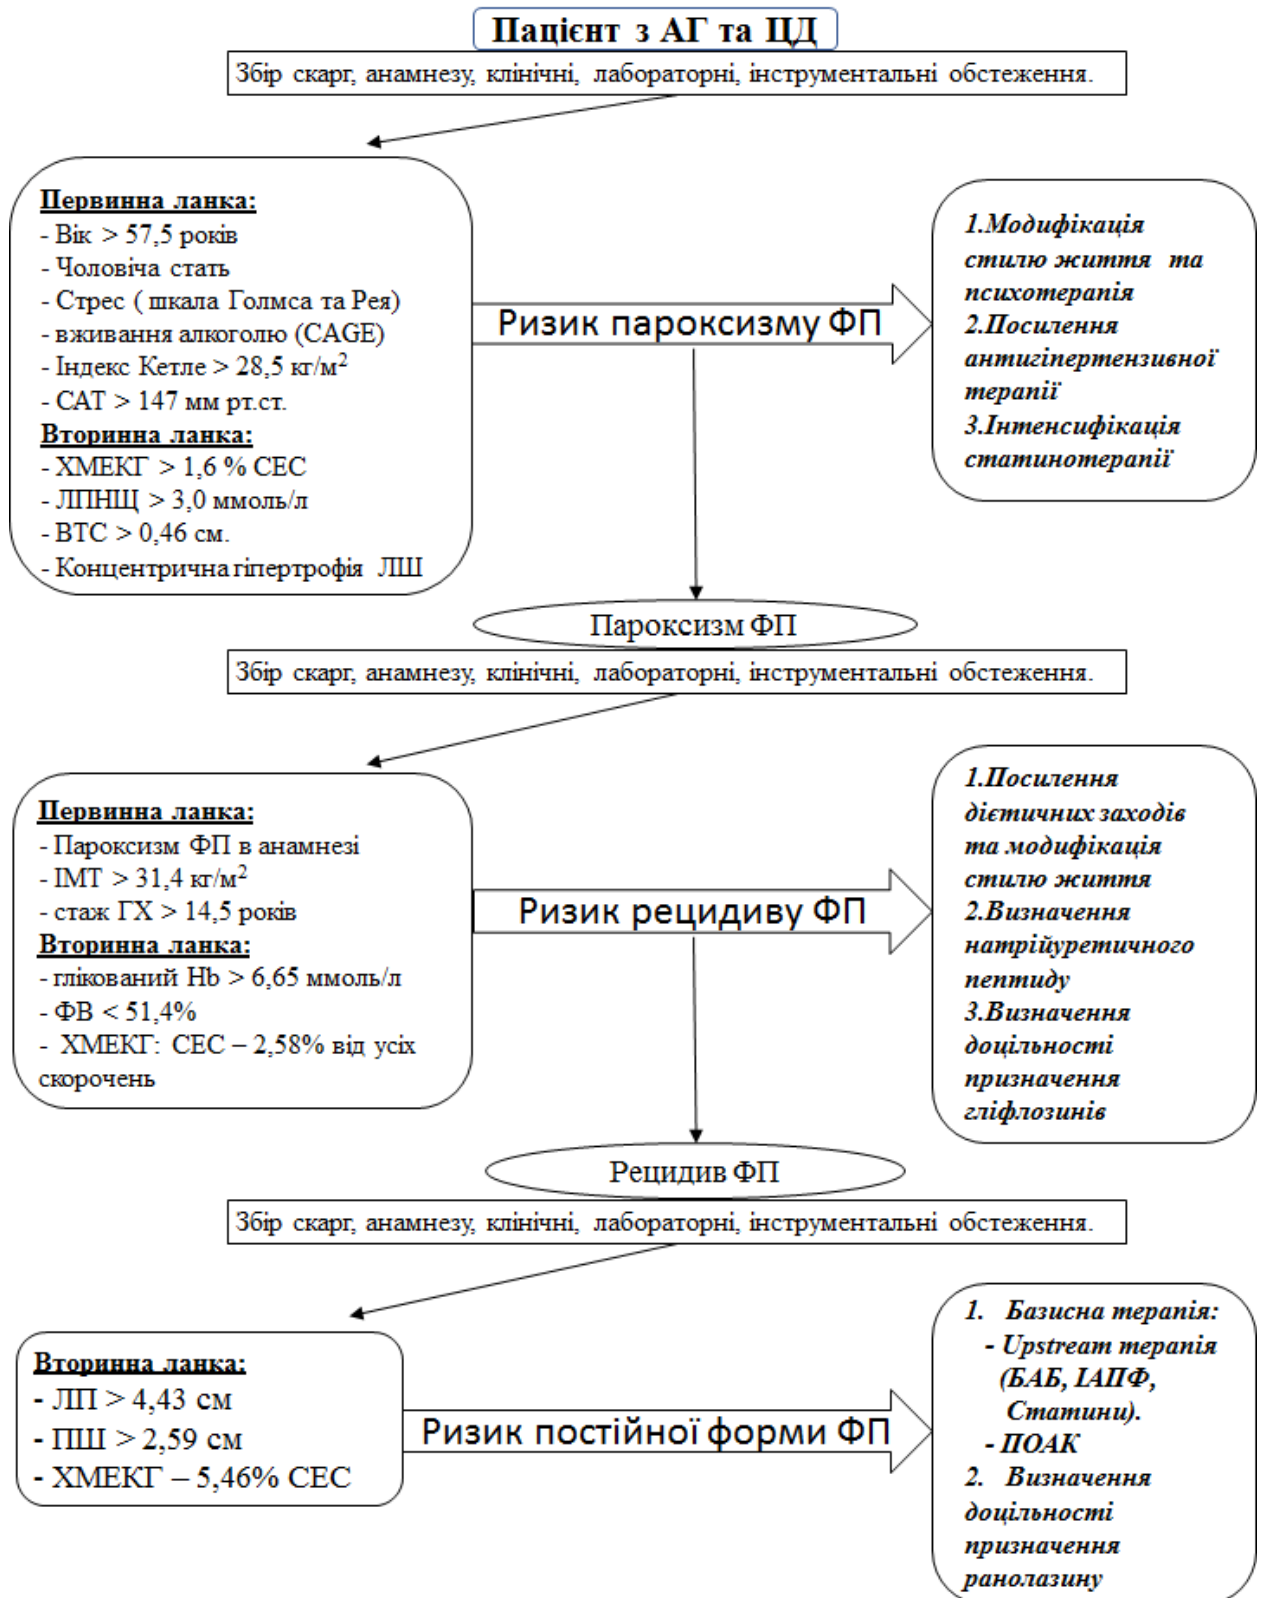 Пацієнт з АГ та ЦД
Збір скарг, анамнезу, клінічні, лабораторні, інструментальні обстеження.
Первинна ланка:
- Вік > 57,5 років
- Чоловіча стать
- Стрес ( шкала Голмса та Рея)
- вживання алкоголю (CAGE)
- Індекс Кетле > 28,5 кг/м²
- САТ > 147 мм рт.ст.
Вторинна ланка:
- ХМЕКГ > 1,6 % СЕС
- ЛПНЩ > 3,0 ммоль/л
- ВТС > 0,46 см.
- Концентрична гіпертрофія ЛШ
Ризик пароксизму ФП
1.Модифікація
стилю життя та
психотерапія
2.Посилення
антигіпертензивної
терапії
3.Інтенсифікація
статинотерапії
Пароксизм ФП
Збір скарг, анамнезу, клінічні, лабораторні, інструментальні обстеження.
Первинна ланка:
- Пароксизм ФП в анамнезі
- ІМТ > 31,4 кг/м²
- стаж ГХ > 14,5 років
Вторинна ланка:
- глікований Hb > 6,65 ммоль/л
- ФВ < 51,4%
- ХМЕКГ: СЕС – 2,58% від усіх
скорочень
Ризик рецидиву ФП
1.Посилення
дієтичних заходів
та модифікація
стилю життя
2.Визначення
натрійуретичного
пептиду
3.Визначення
доцільності
призначення
гліфлозинів
Рецидив ФП
Збір скарг, анамнезу, клінічні, лабораторні, інструментальні обстеження.
Вторинна ланка:
- ЛП > 4,43 см
- ПШ > 2,59 см
- ХМЕКГ – 5,46% СЕС
Ризик постійної форми ФП
1. Базисна терапія:
- Upstream терапія
(БАБ, ІАПФ,
Статини).
- ПОАК
2. Визначення
доцільності
призначення
ранолазину